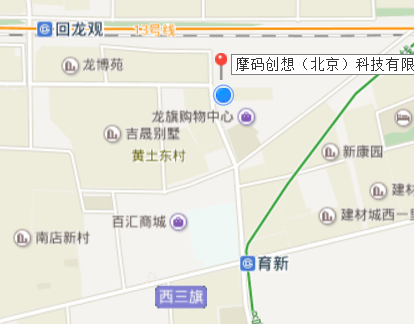 回龙观
13号线
摩码创想（北京）科技有限
龙博苑
龙旗购物中心
吉晟别墅
黄土东村
新康园
建材
建材城西一里
百汇商城
南店新村
育新
西三旗